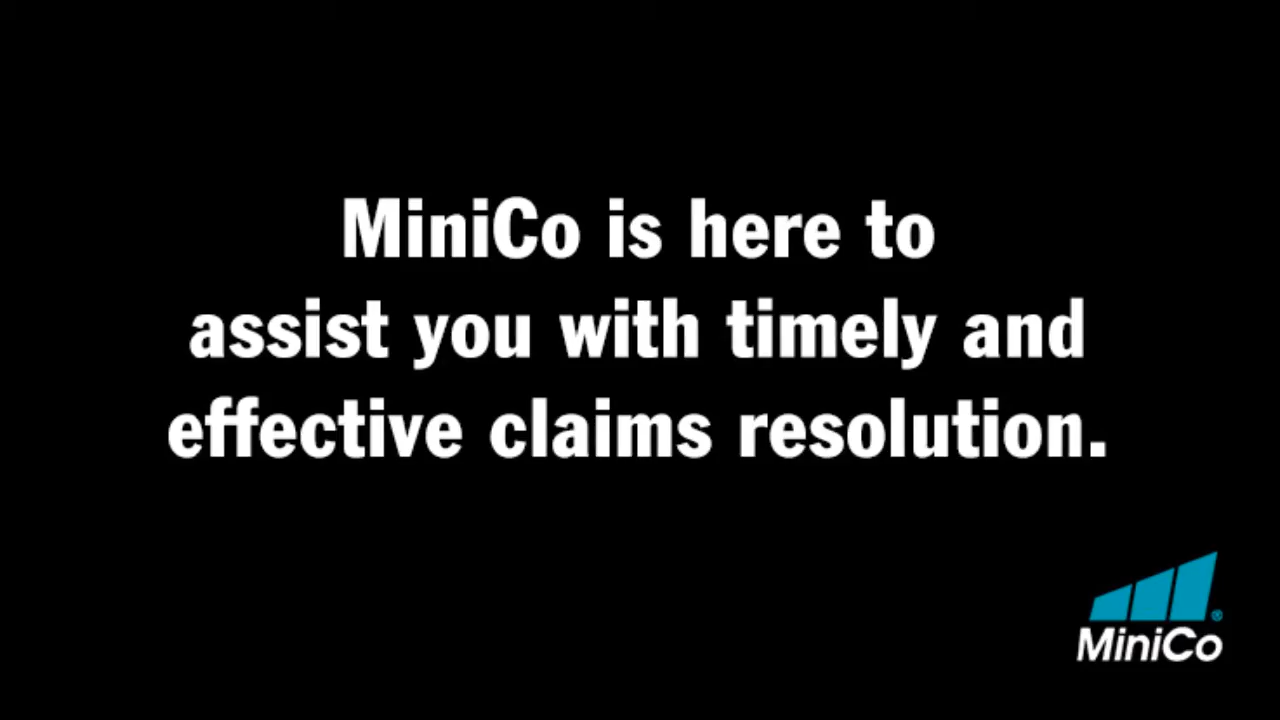 MiniCo is here to
assist you with timely and
effective claims resolution.
®
MiniCo